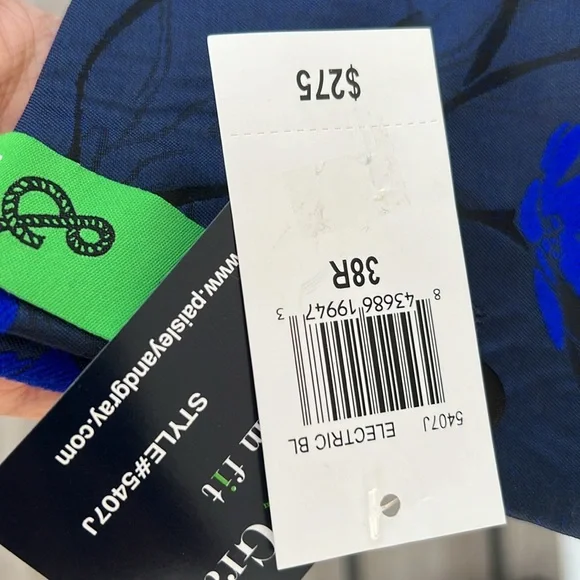 5407J
ELECTRIC BL
8 43686 19947 3
38R
$275
www.paisleyandgray.com
STYLE#5407J
fit